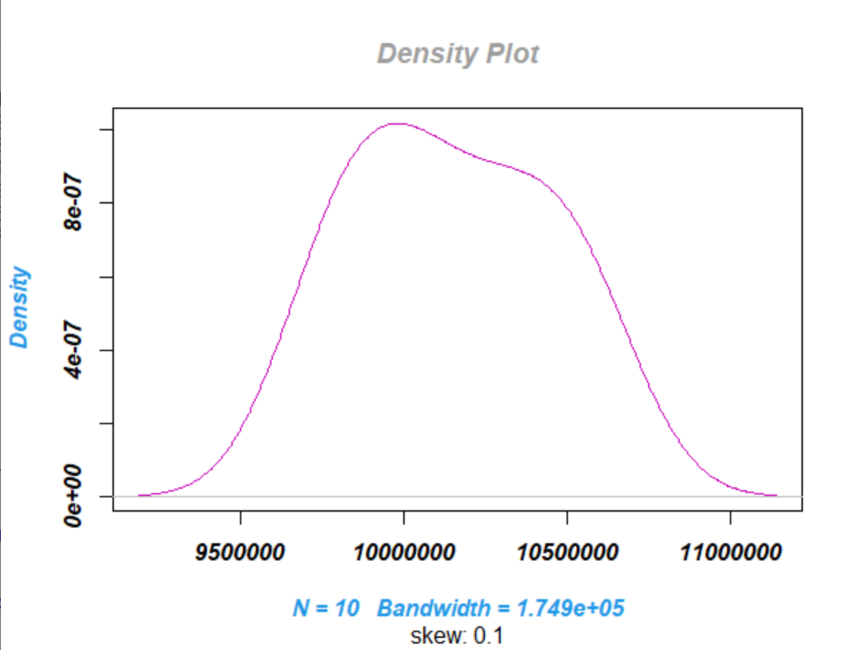 Density Plot
Density
8e-07
4e-07
0e+00
9500000 10000000 10500000 11000000
N = 10 Bandwidth = 1.749e+05
skew: 0.1